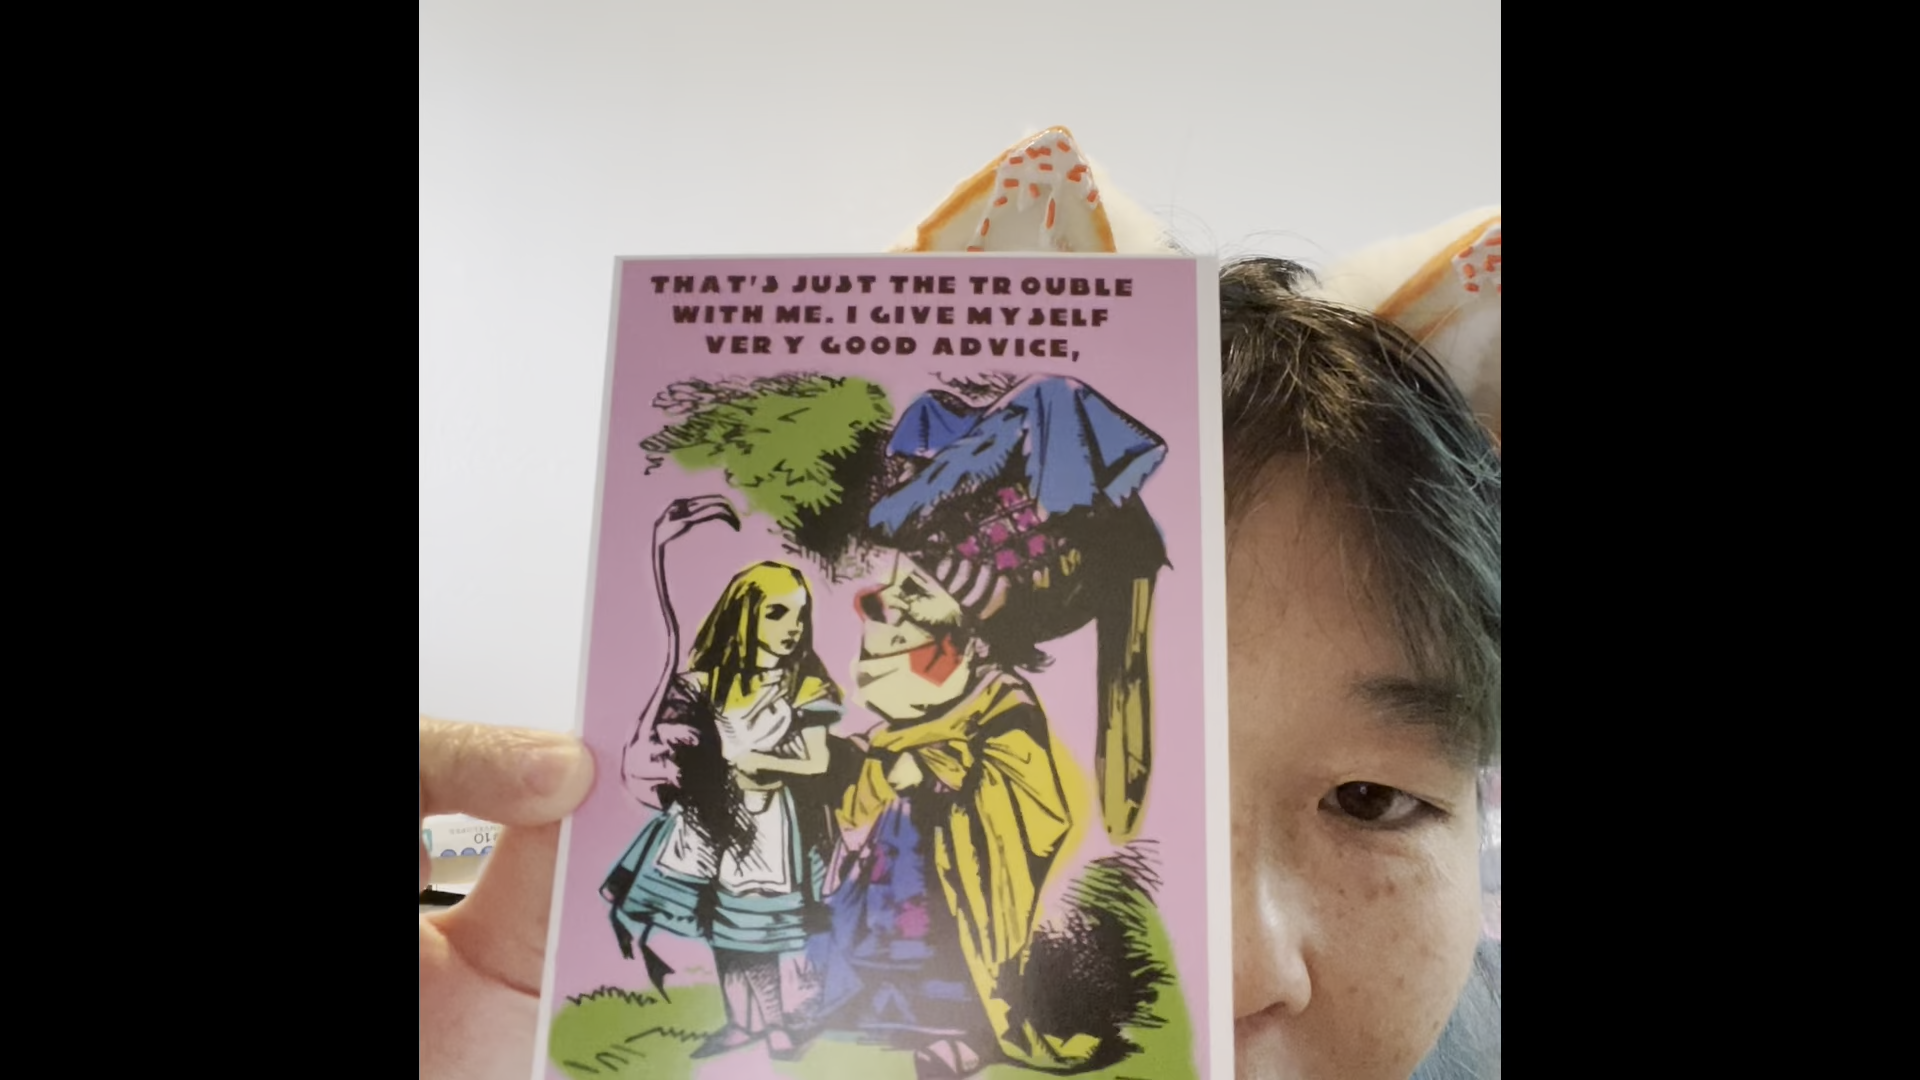 THAT'S JUST THE TROUBLE
WITH ME. I GIVE MYSELF
VERY GOOD ADVICE,